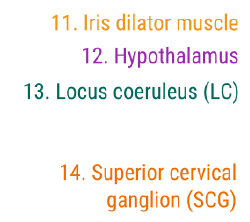 11. Iris dilator muscle
12. Hypothalamus
13. Locus coeruleus (LC)
14. Superior cervical
ganglion (SCG)